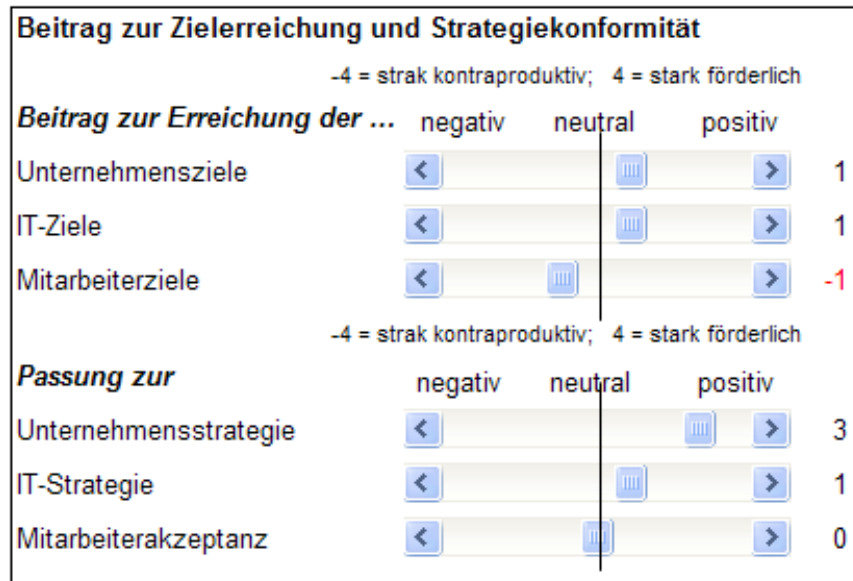 Beitrag zur Zielerreichung und Strategiekonformität
-4 = strak kontraproduktiv; 4 = stark förderlich
Beitrag zur Erreichung der ... negativ neutral positiv
Unternehmensziele 1
IT-Ziele 1
Mitarbeiterziele -1
-4 = strak kontraproduktiv; 4 = stark förderlich
Passung zur negativ neutral positiv
Unternehmensstrategie 3
IT-Strategie 1
Mitarbeiterakzeptanz 0